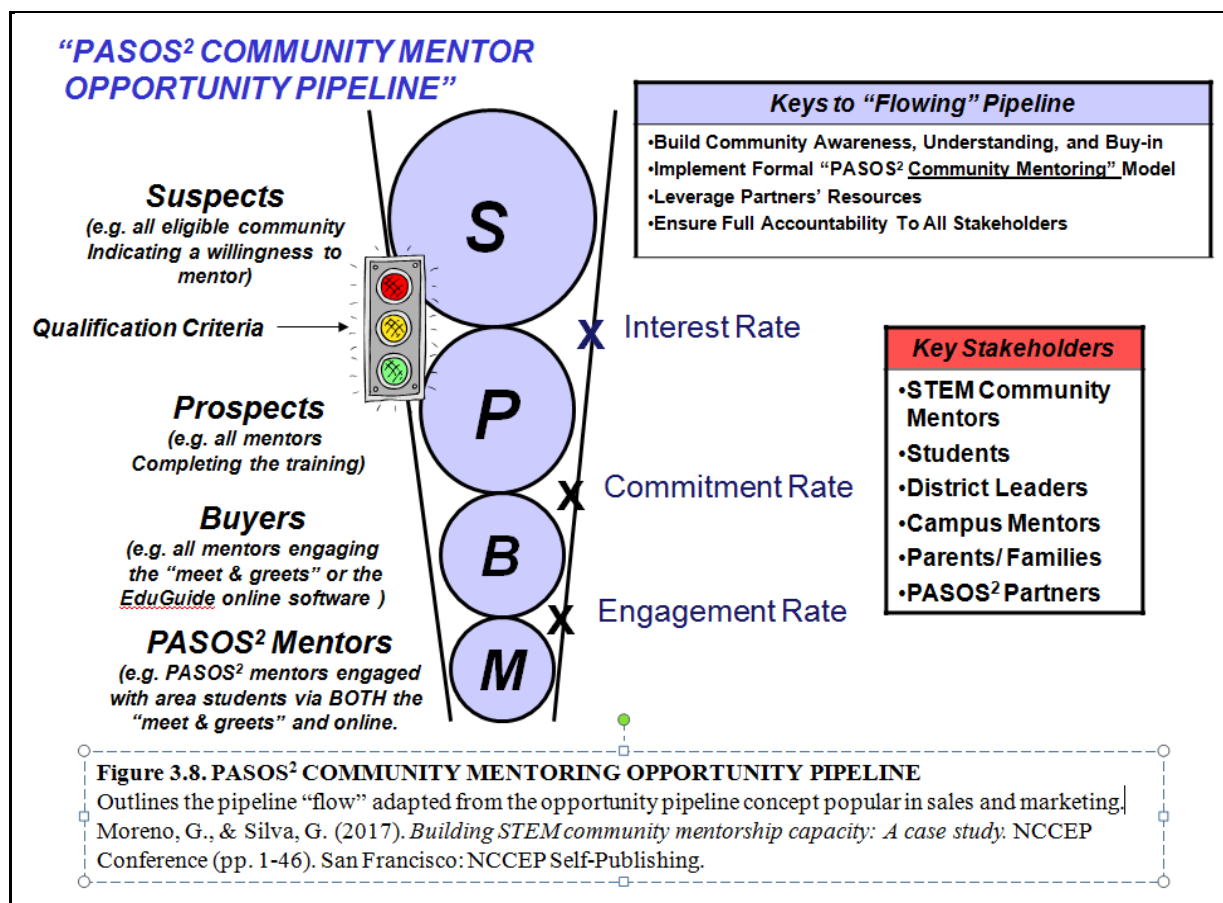 “PASOS² COMMUNITY MENTOR
OPPORTUNITY PIPELINE”
Suspects
(e.g. all eligible community
Indicating a willingness to
mentor)
Qualification Criteria
Prospects
(e.g. all mentors
Completing the training)
Buyers
(e.g. all mentors engaging
the “meet & greets” or the
EduGuide online software )
PASOS² Mentors
(e.g. PASOS² mentors engaged
with area students via BOTH the
“meet & greets” and online.
S
P
B
M
X Interest Rate
X Commitment Rate
X Engagement Rate
Keys to “Flowing” Pipeline
•Build Community Awareness, Understanding, and Buy-in
•Implement Formal “PASOS² Community Mentoring” Model
•Leverage Partners’ Resources
•Ensure Full Accountability To All Stakeholders
Key Stakeholders
•STEM Community
Mentors
•Students
•District Leaders
•Campus Mentors
•Parents/ Families
•PASOS² Partners
Figure 3.8. PASOS² COMMUNITY MENTORING OPPORTUNITY PIPELINE
Outlines the pipeline “flow” adapted from the opportunity pipeline concept popular in sales and marketing.
Moreno, G., & Silva, G. (2017). Building STEM community mentorship capacity: A case study. NCCEP
Conference (pp. 1-46). San Francisco: NCCEP Self-Publishing.